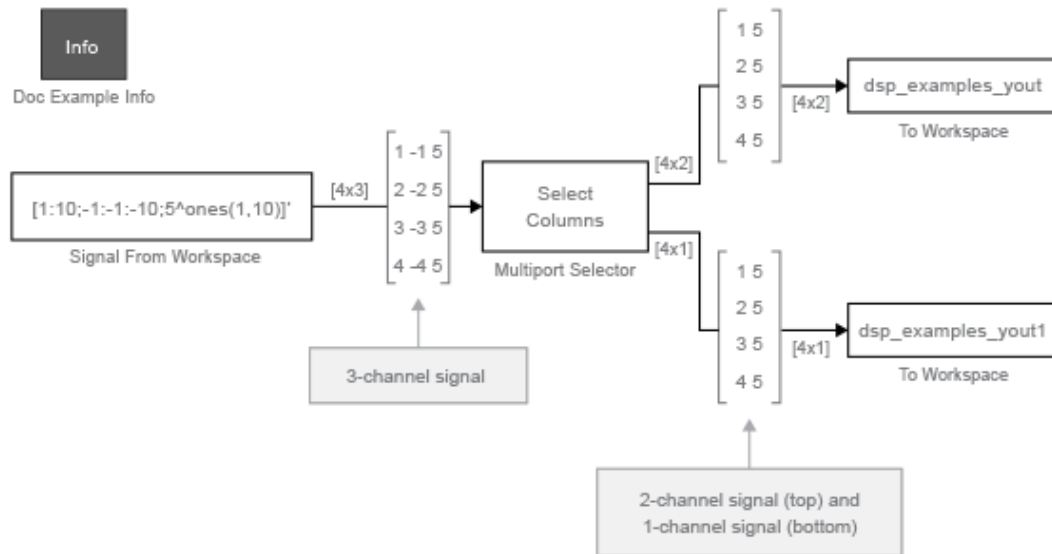 Info
Doc Example Info
[1:10;-1:-1:-10;5^ones(1,10)]'
Signal From Workspace
[4x3]
1 -1 5
2 -2 5
3 -3 5
4 -4 5
3-channel signal
Select
Columns
Multiport Selector
[4x2]
[4x1]
1 5
2 5
3 5
4 5
[4x2]
dsp_examples_yout
To Workspace
1 5
2 5
3 5
4 5
[4x1]
dsp_examples_yout1
To Workspace
2-channel signal (top) and
1-channel signal (bottom)